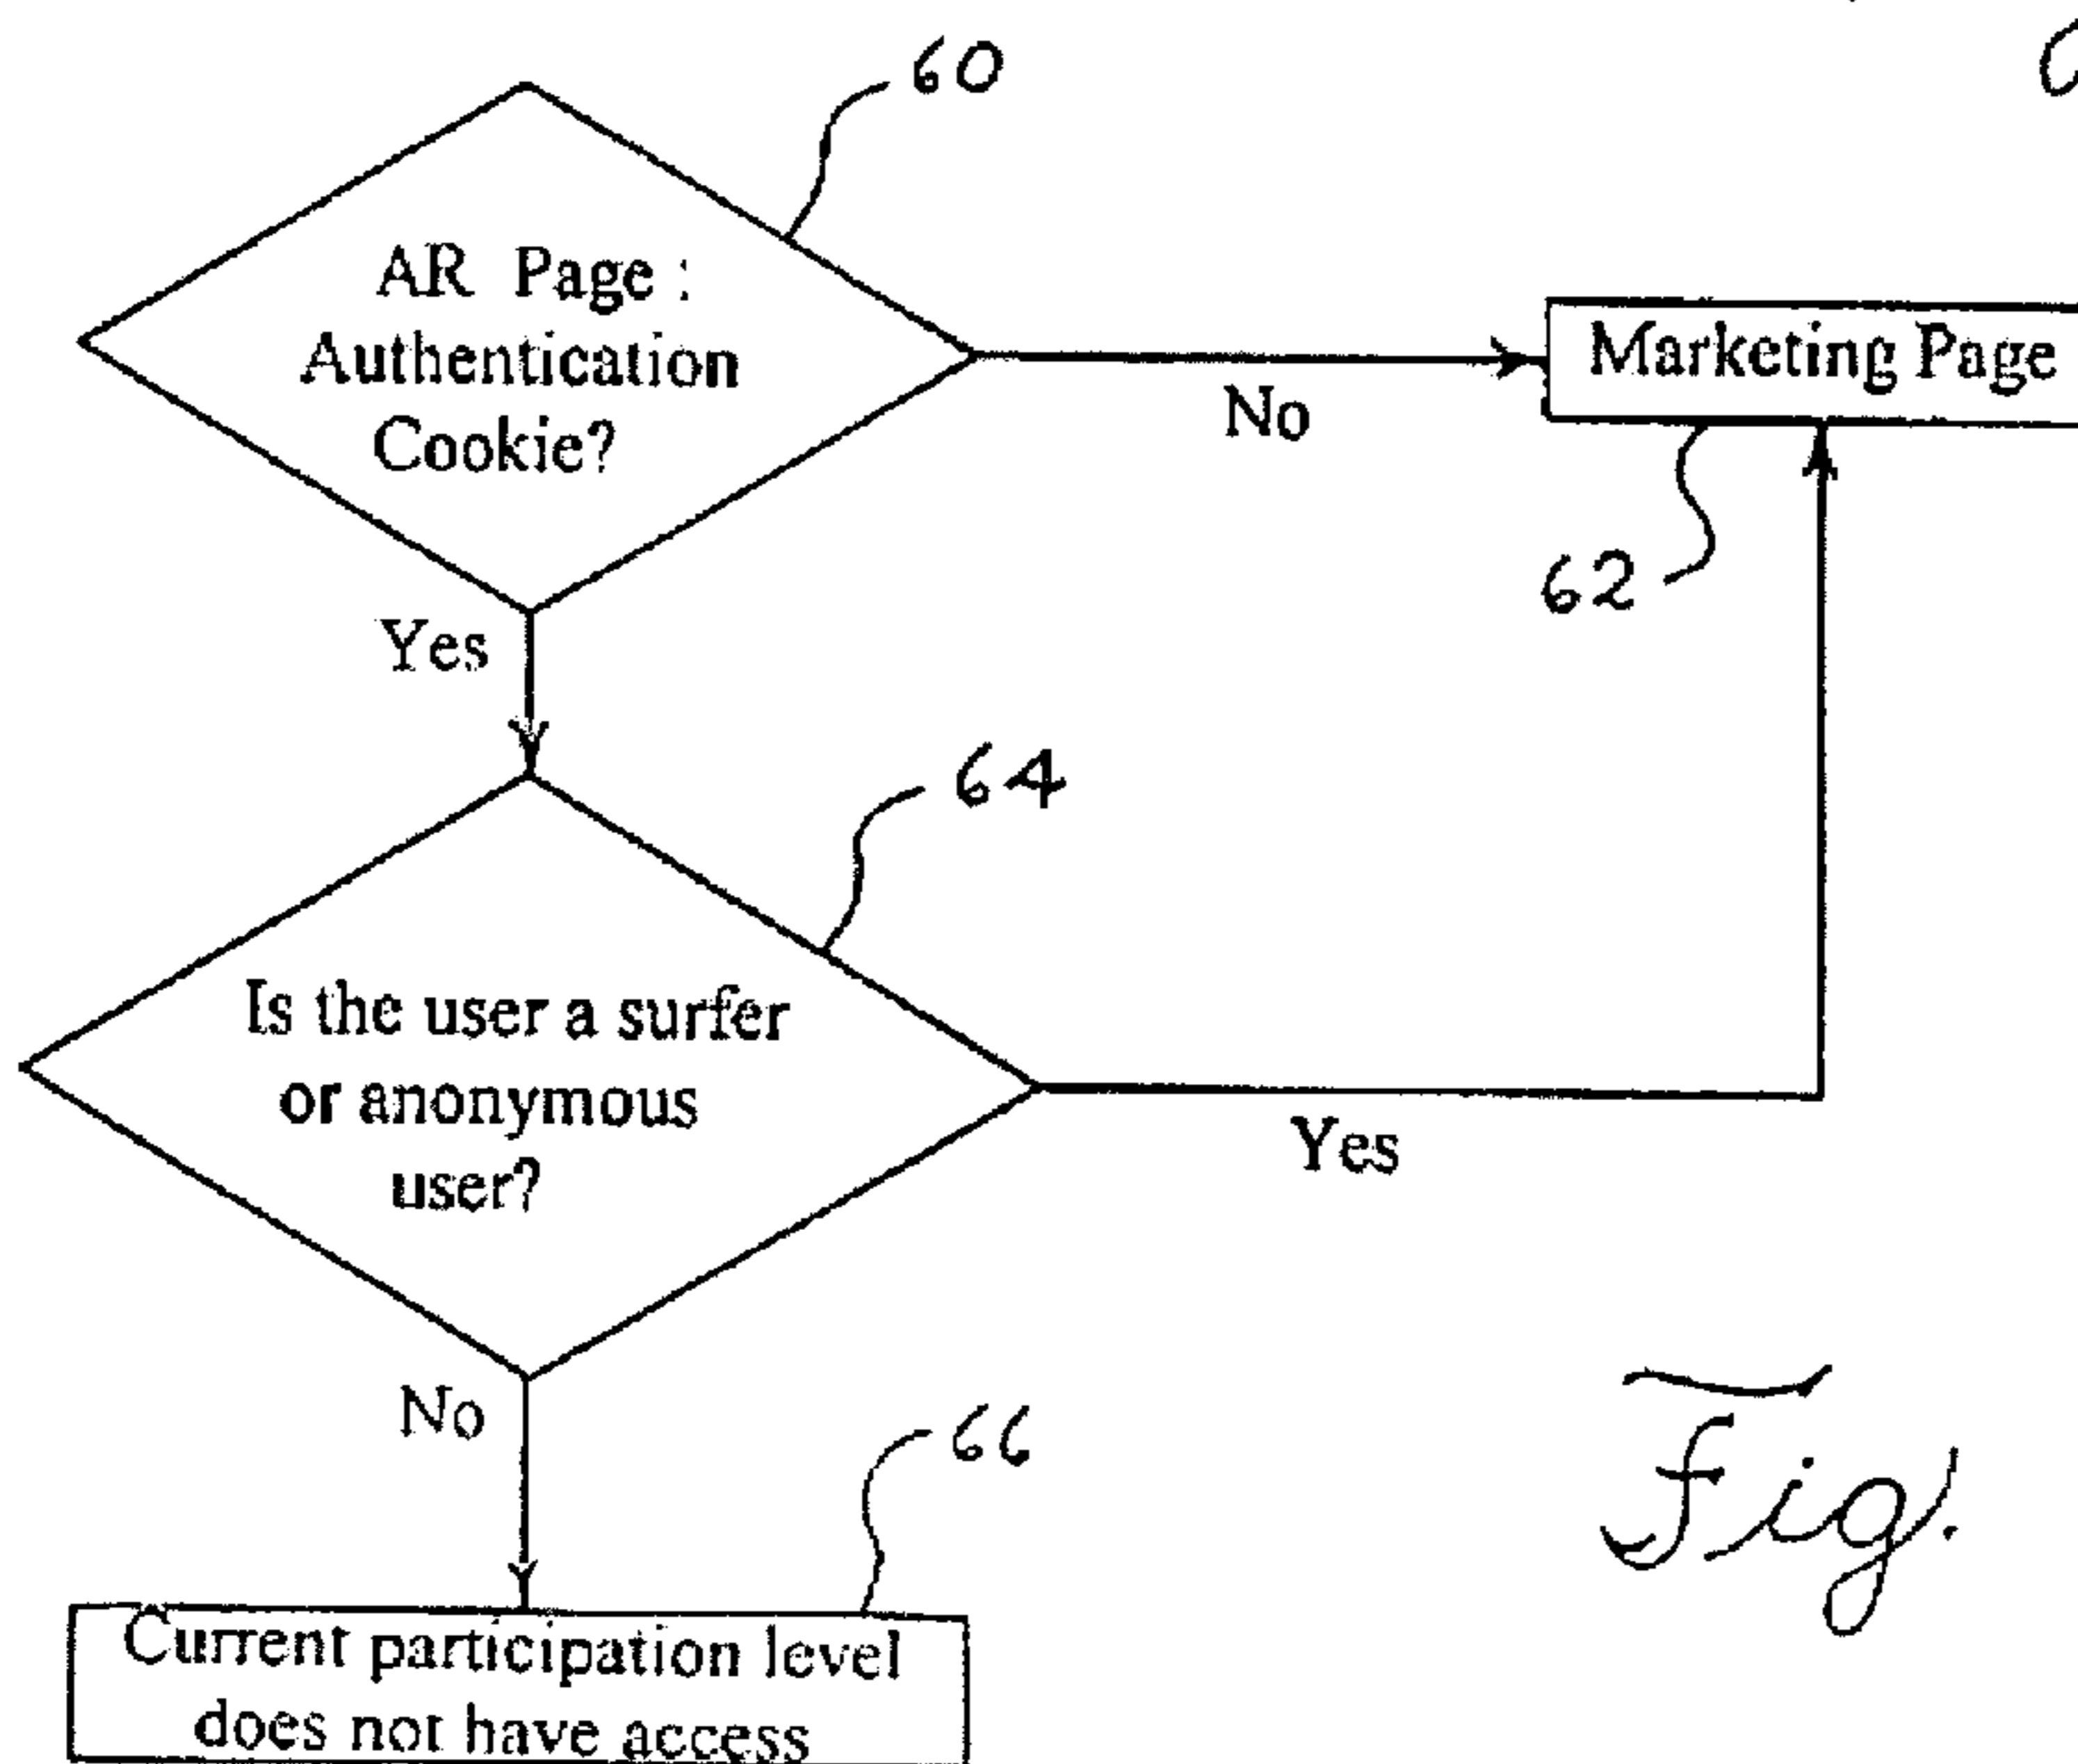 60
AR Page :
Authentication
Cookie?
No
Marketing Page
62
Yes
64
Is the user a surfer
or anonymous
user?
Yes
No
66
Current participation level
does not have access
Fig.